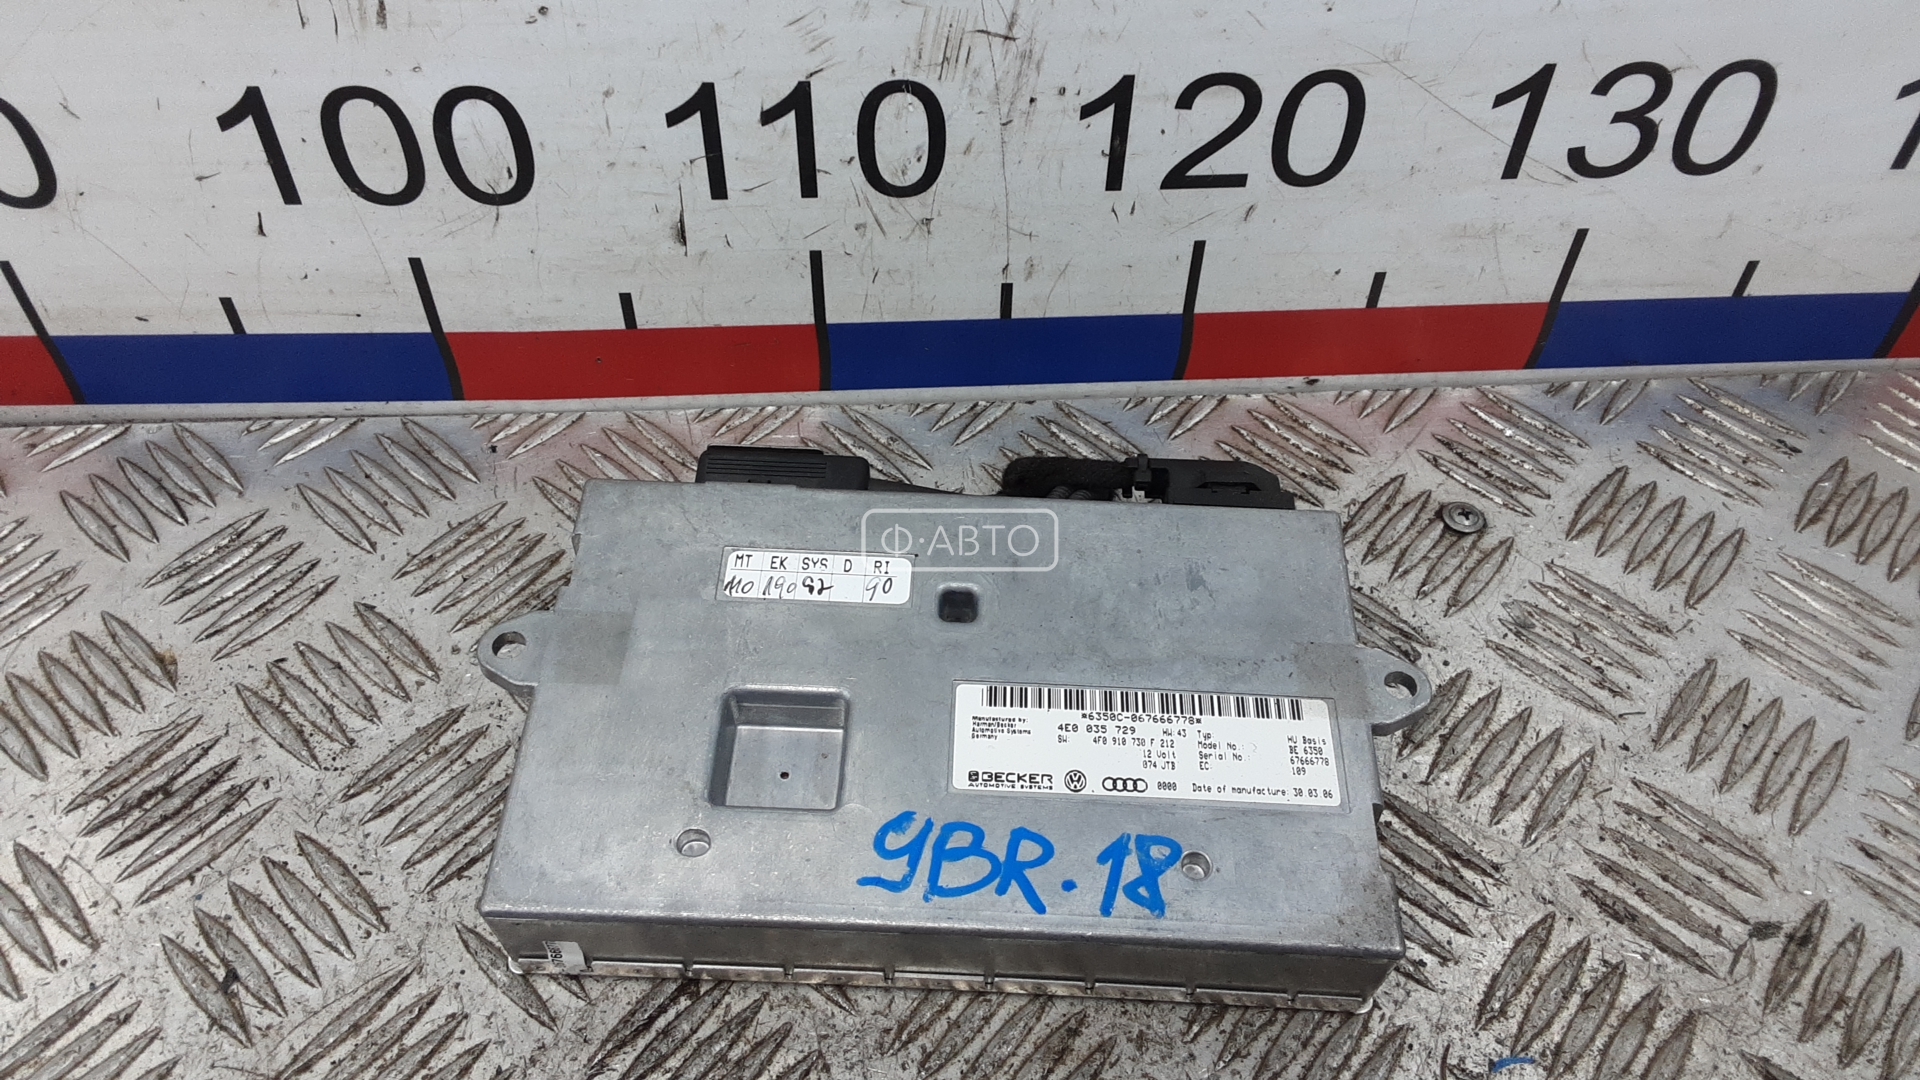 100 110 120 130
Ф·АВТО
MT EK SYS D RI
110 190 97 90
*6350C-067666778*
Manufactured by:
Harman/Becker
Automotive Systems
Germany
4E0 035 729 HW: 43
SW: 4F0 910 730 F 212
12 Volt
074 JTB
Typ: HU Basis
Model No.: BE 6350
Serial No.: 67666778
EC: 109
BECKER
AUTOMOTIVE SYSTEMS
0000 Date of manufacture: 30.03.06
9BR.18